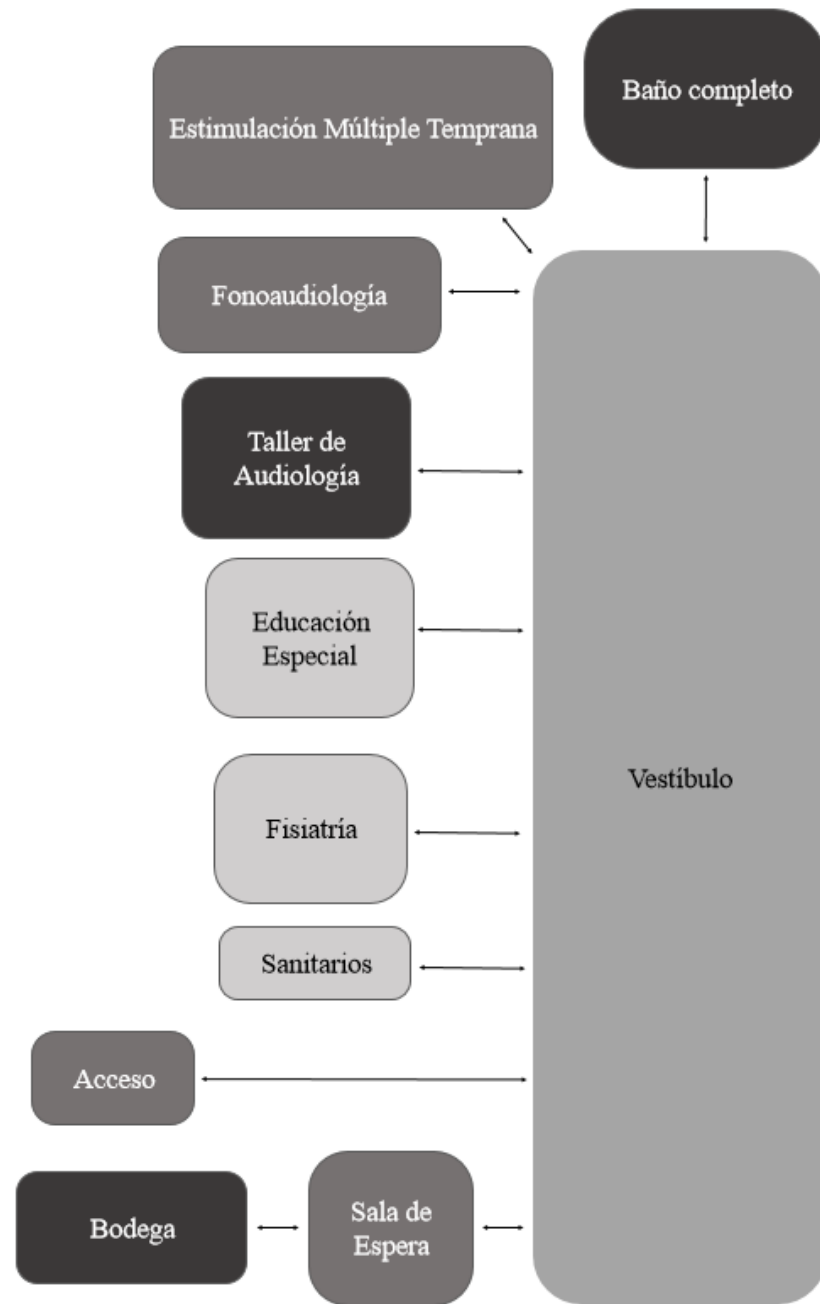 Baño completo
Estimulación Múltiple Temprana
Fonoaudiología
Taller de
Audiología
Educación
Especial
Vestíbulo
Fisiatría
Sanitarios
Acceso
Bodega
Sala de
Espera